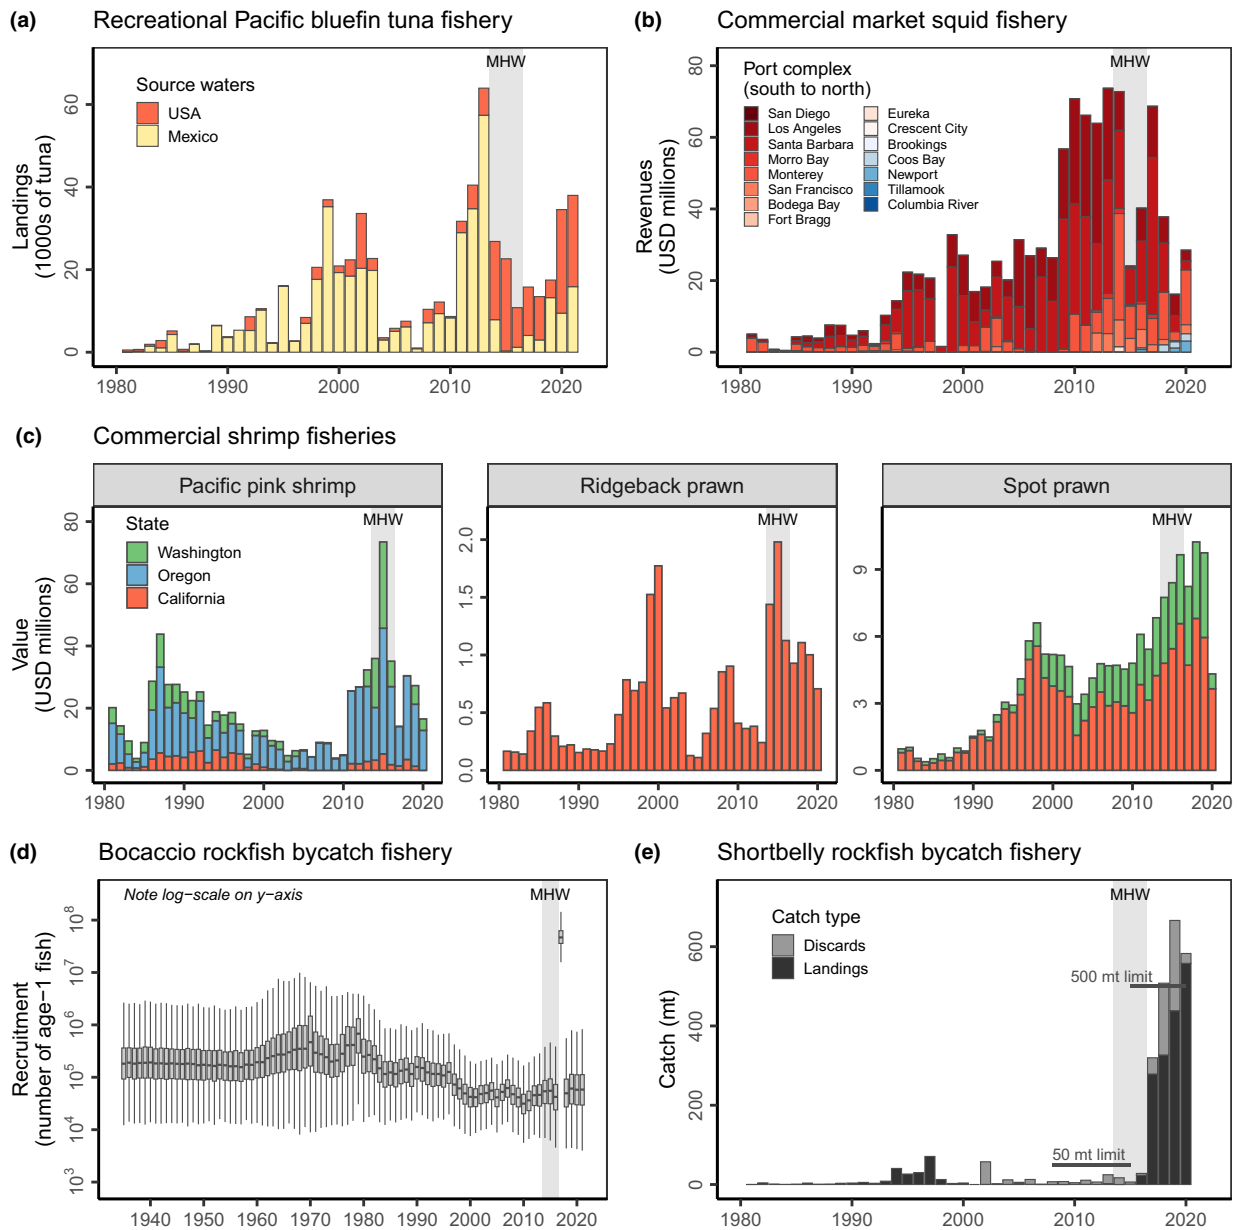 (a) Recreational Pacific bluefin tuna fishery
Landings
(1000s of tuna)
60
40
20
0
MHW
Source waters
USA
Mexico
1980 1990 2000 2010 2020
(b) Commercial market squid fishery
Revenues
(USD millions)
80
60
40
20
0
MHW
Port complex
(south to north)
San Diego
Los Angeles
Santa Barbara
Morro Bay
Monterey
San Francisco
Bodega Bay
Fort Bragg
Eureka
Crescent City
Brookings
Coos Bay
Newport
Tillamook
Columbia River
1980 1990 2000 2010 2020
(c) Commercial shrimp fisheries
Value
(USD millions)
Pacific pink shrimp
80
60
40
20
0
MHW
State
Washington
Oregon
California
1980 1990 2000 2010 2020
Ridgeback prawn
2.0
1.5
1.0
0.5
0.0
MHW
1980 1990 2000 2010 2020
Spot prawn
9
6
3
0
MHW
1980 1990 2000 2010 2020
(d) Bocaccio rockfish bycatch fishery
Recruitment
(number of age−1 fish)
Note log−scale on y−axis
MHW
10⁸
10⁷
10⁶
10⁵
10⁴
10³
1940 1950 1960 1970 1980 1990 2000 2010 2020
(e) Shortbelly rockfish bycatch fishery
Catch (mt)
600
400
200
0
MHW
Catch type
Discards
Landings
500 mt limit
50 mt limit
1980 1990 2000 2010 2020